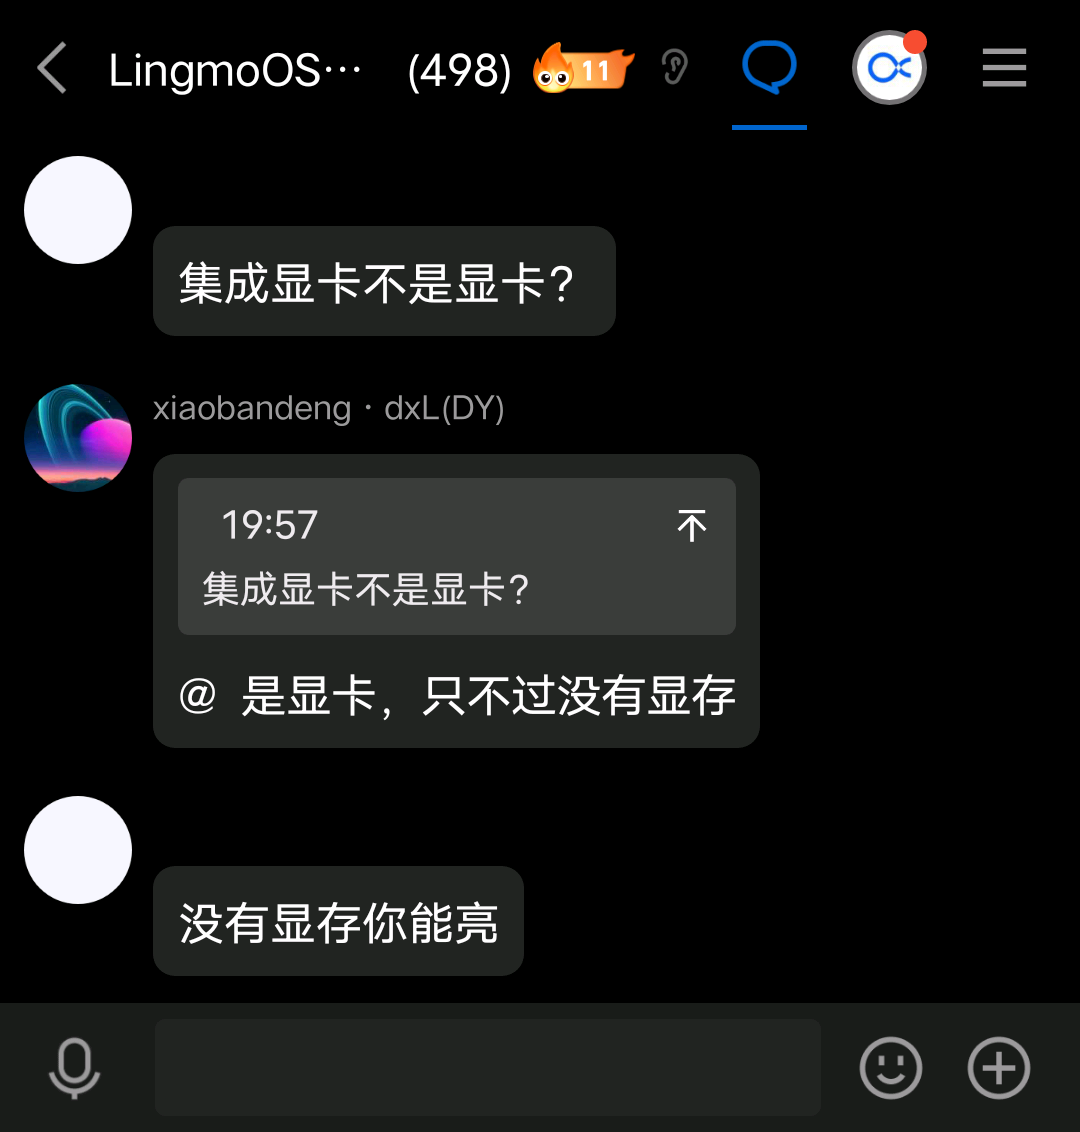 LingmoOS… (498) 11
集成显卡不是显卡？
xiaobandeng · dxL(DY)
19:57
集成显卡不是显卡？
@ 是显卡，只不过没有显存
没有显存你能亮